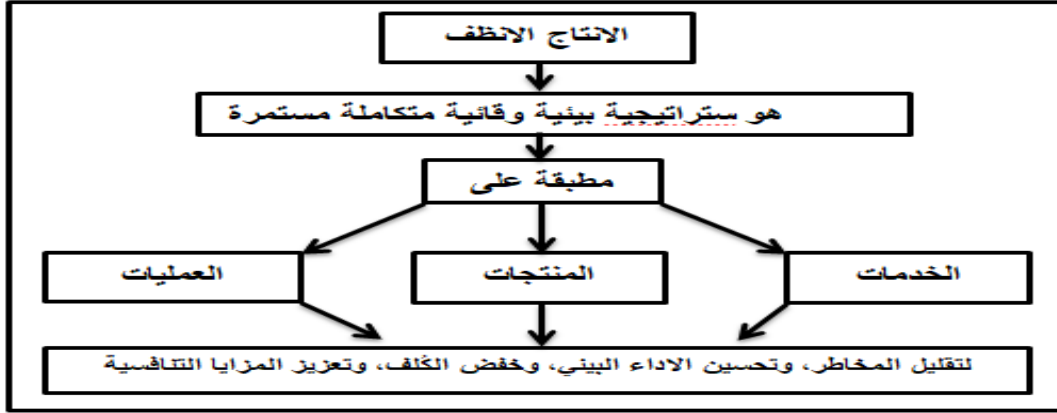 الانتاج الانظف
هو ستراتيجية بيئية وقائية متكاملة مستمرة
مطبقة على
الخدمات
المنتجات
العمليات
لتقليل المخاطر، وتحسين الاداء البيني، وخفض الكُلف، وتعزيز المزايا التنافسية